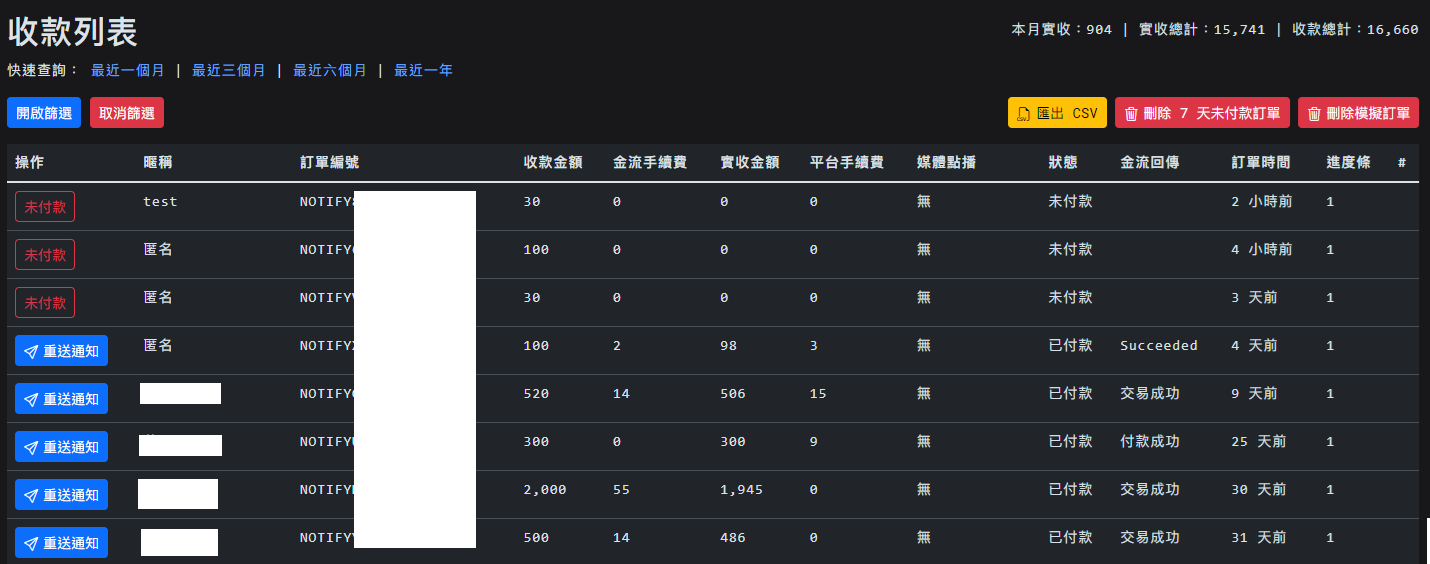 收款列表
本月實收：904 | 實收總計：15,741 | 收款總計：16,660
快速查詢： 最近一個月 | 最近三個月 | 最近六個月 | 最近一年
開啟篩選 取消篩選 匯出 CSV 刪除 7 天未付款訂單 刪除模擬訂單
操作 暱稱 訂單編號 收款金額 金流手續費 實收金額 平台手續費 媒體點播 狀態 金流回傳 訂單時間 進度條 #
未付款 test NOTIFY 30 0 0 0 無 未付款 2 小時前 1
未付款 匿名 NOTIFY 100 0 0 0 無 未付款 4 小時前 1
未付款 匿名 NOTIFY 30 0 0 0 無 未付款 3 天前 1
重送通知 匿名 NOTIFY 100 2 98 3 無 已付款 Succeeded 4 天前 1
重送通知 NOTIFY 520 14 506 15 無 已付款 交易成功 9 天前 1
重送通知 NOTIFY 300 0 300 9 無 已付款 付款成功 25 天前 1
重送通知 NOTIFY 2,000 55 1,945 0 無 已付款 交易成功 30 天前 1
重送通知 NOTIFY 500 14 486 0 無 已付款 交易成功 31 天前 1